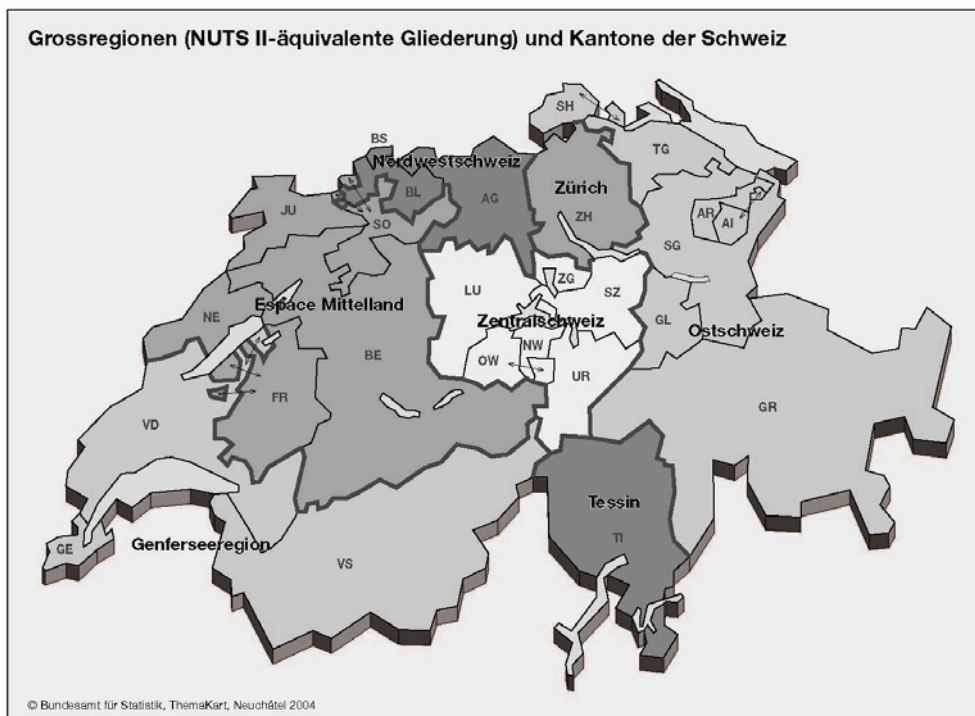 Grossregionen (NUTS II-äquivalente Gliederung) und Kantone der Schweiz
SH
BS
TG
Nordwestschweiz
Zürich
BL
AG
JU
AR
AI
SO
ZH
SG
ZG
LU
SZ
Espace Mittelland
NE
Zentralschweiz
GL
Ostschweiz
NW
BE
OW
UR
FR
GR
VD
Tessin
TI
GE
Genferseeregion
VS
© Bundesamt für Statistik, ThemaKart, Neuchâtel 2004